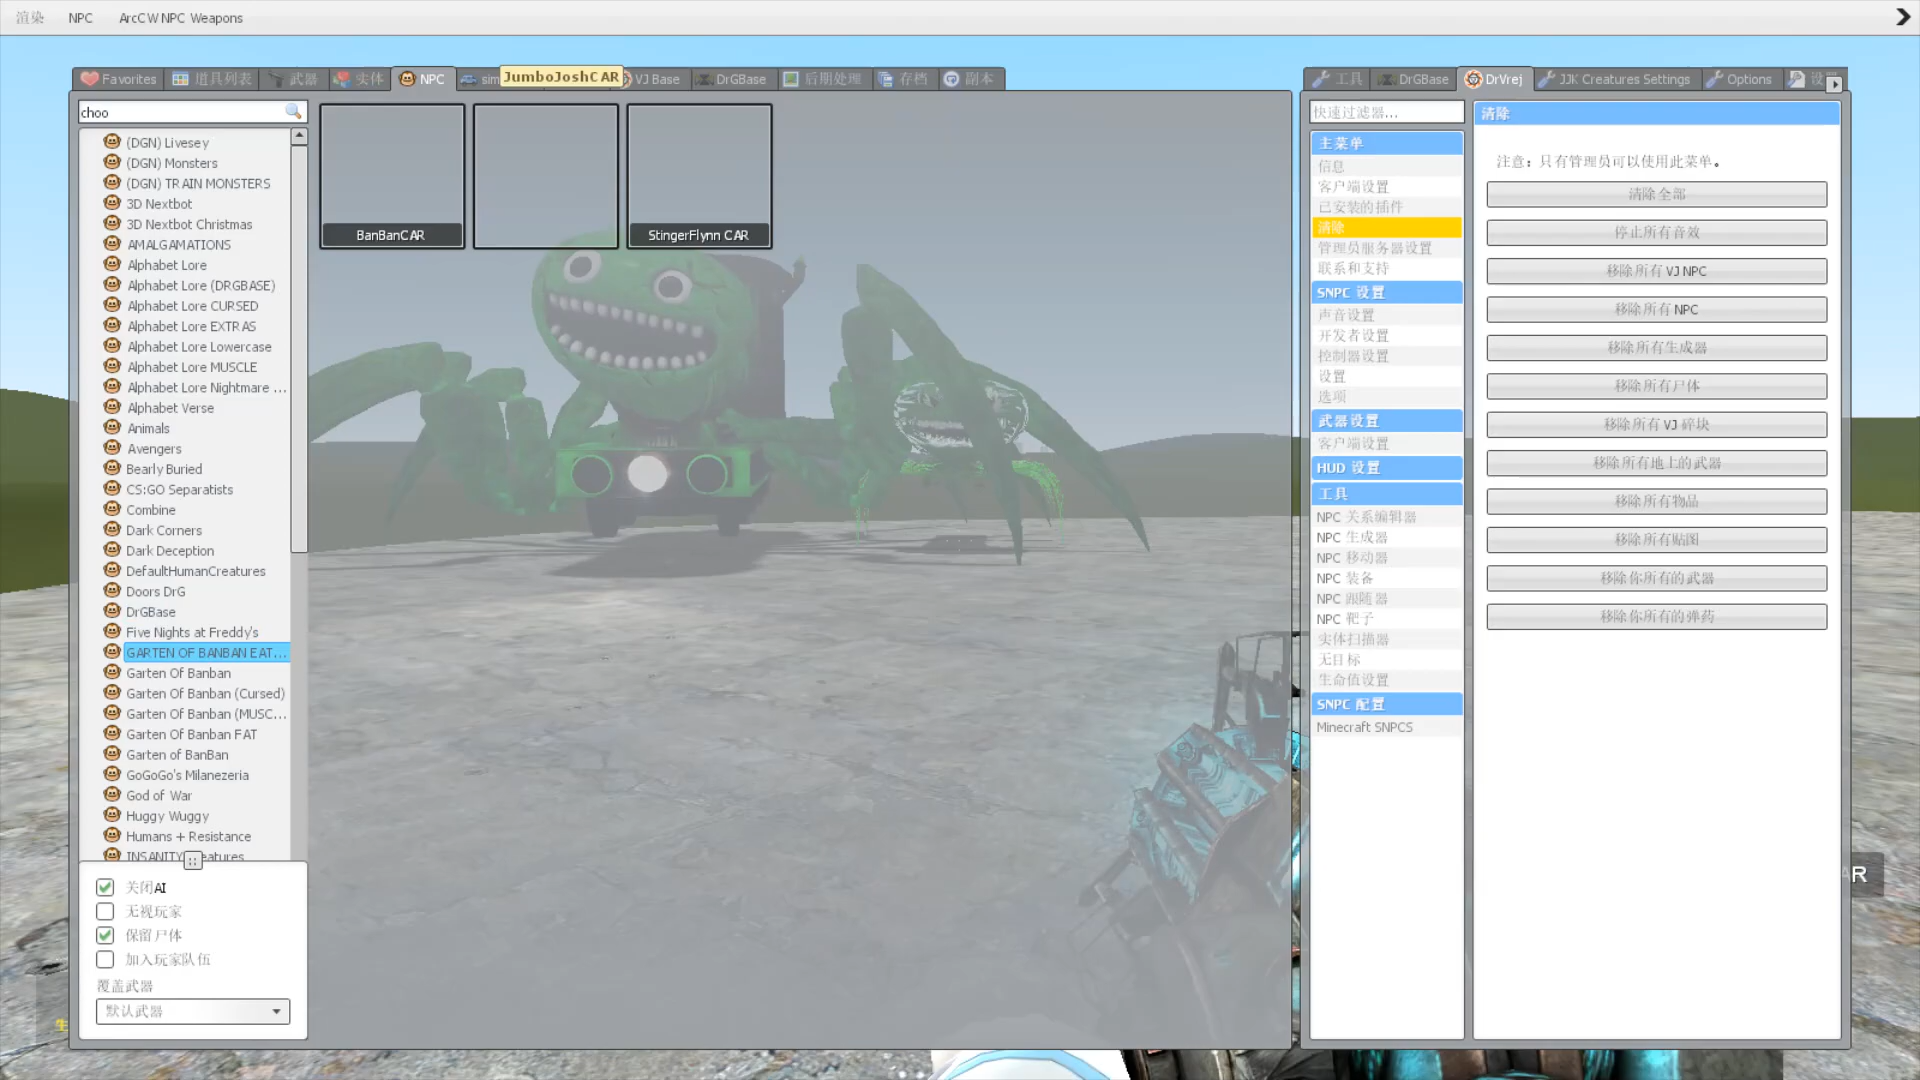 渲染 NPC ArcCW NPC Weapons
Favorites 道具列表 武器 实体 NPC sim JumboJoshCAR VJ Base DrGBase 后期处理 存档 副本
工具 DrGBase DrVrej JJK Creatures Settings Options 设
choo
(DGN) Livesey
(DGN) Monsters
(DGN) TRAIN MONSTERS
3D Nextbot
3D Nextbot Christmas
AMALGAMATIONS
Alphabet Lore
Alphabet Lore (DRGBASE)
Alphabet Lore CURSED
Alphabet Lore EXTRAS
Alphabet Lore Lowercase
Alphabet Lore MUSCLE
Alphabet Lore Nightmare ...
Alphabet Verse
Animals
Avengers
Bearly Buried
CS:GO Separatists
Combine
Dark Corners
Dark Deception
DefaultHumanCreatures
Doors DrG
DrGBase
Five Nights at Freddy's
GARTEN OF BANBAN EAT...
Garten Of Banban
Garten Of Banban (Cursed)
Garten Of Banban (MUSC...
Garten Of Banban FAT
Garten of BanBan
GoGoGo's Milanezeria
God of War
Huggy Wuggy
Humans + Resistance
INSANITY eatures
关闭AI
无视玩家
保留尸体
加入玩家队伍
覆盖武器
默认武器
生
BanBanCAR
StingerFlynn CAR
快速过滤器...
主菜单
信息
客户端设置
已安装的插件
清除
管理员服务器设置
联系和支持
SNPC 设置
声音设置
开发者设置
控制器设置
设置
选项
武器设置
客户端设置
HUD 设置
工具
NPC 关系编辑器
NPC 生成器
NPC 移动器
NPC 装备
NPC 跟随器
NPC 靶子
实体扫描器
无目标
生命值设置
SNPC 配置
Minecraft SNPCS
清除
注意：只有管理员可以使用此菜单。
清除全部
停止所有音效
移除所有 VJ NPC
移除所有 NPC
移除所有生成器
移除所有尸体
移除所有 VJ 碎块
移除所有地上的武器
移除所有物品
移除所有贴图
移除你所有的武器
移除你所有的弹药
AR